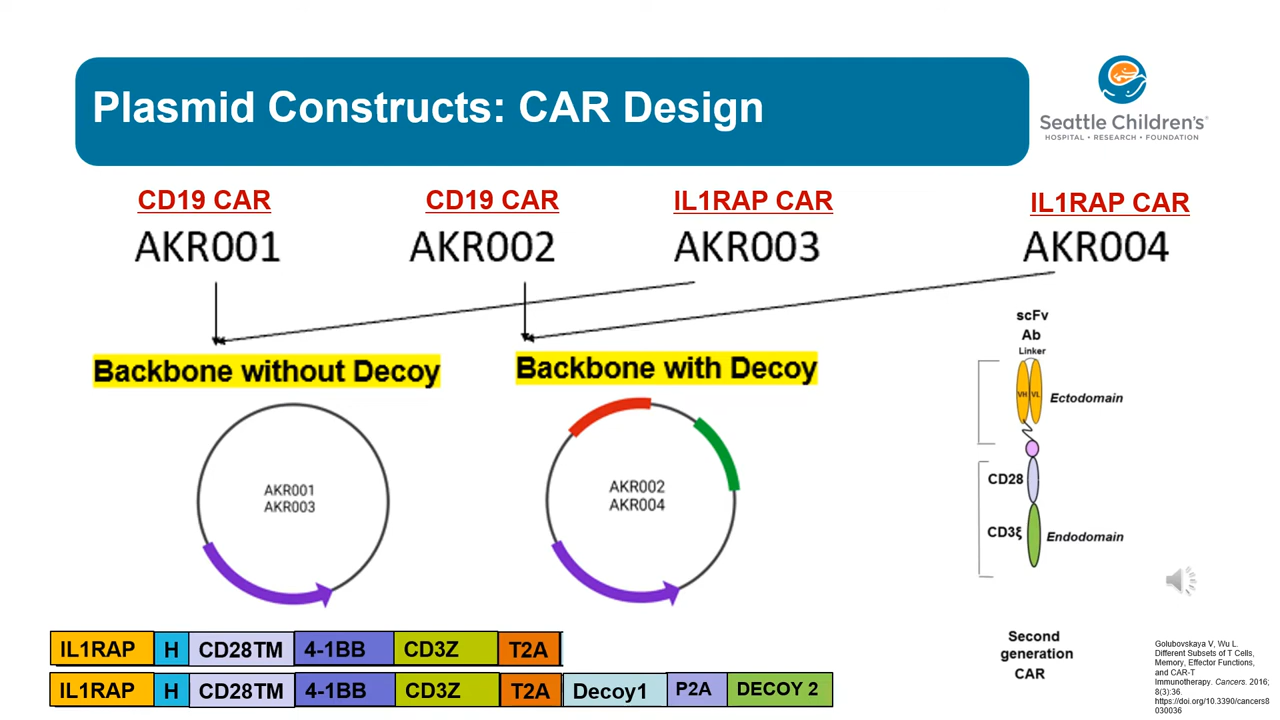 Plasmid Constructs: CAR Design
Seattle Children's®
HOSPITAL • RESEARCH • FOUNDATION
CD19 CAR
CD19 CAR
IL1RAP CAR
IL1RAP CAR
AKR001
AKR002
AKR003
AKR004
Backbone without Decoy
Backbone with Decoy
AKR001
AKR003
AKR002
AKR004
scFv
Ab
Linker
VH VL
Ectodomain
CD28
CD3ξ
Endodomain
Second
generation
CAR
IL1RAP H CD28TM 4-1BB CD3Z T2A
IL1RAP H CD28TM 4-1BB CD3Z T2A Decoy1 P2A DECOY 2
Golubovskaya V, Wu L.
Different Subsets of T Cells,
Memory, Effector Functions,
and CAR-T
Immunotherapy. Cancers. 2016;
8(3):36.
https://doi.org/10.3390/cancers8
030036